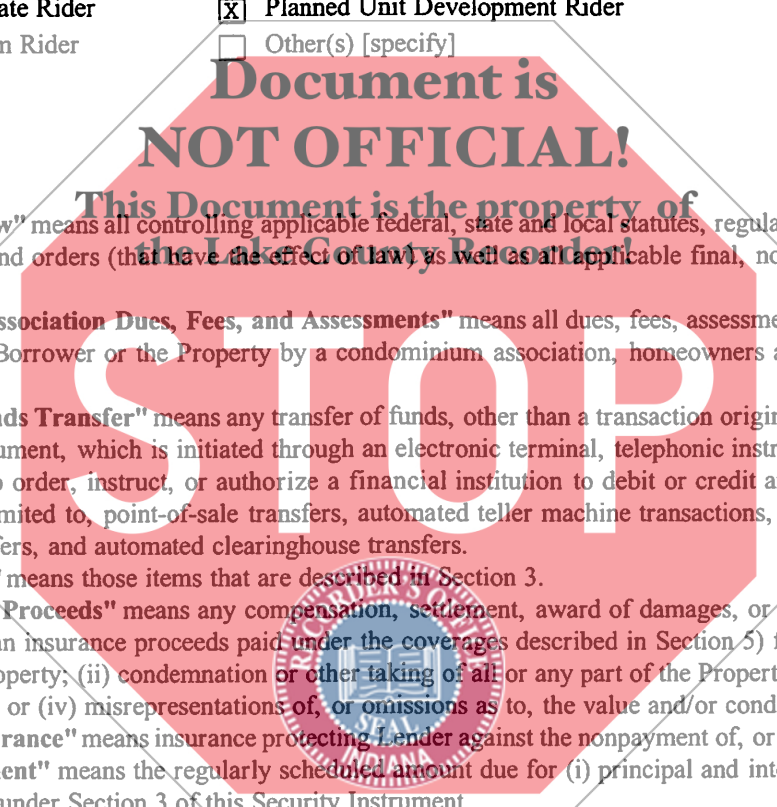 ate Rider [X] Planned Unit Development Rider
n Rider Other(s) [specify]
Document is
NOT OFFICIAL!
This Document is the property of
the Lake County Recorder!
w" means all controlling applicable federal, state and local statutes, regula
nd orders (that have the effect of law) as well as all applicable final, no
ssociation Dues, Fees, and Assessments" means all dues, fees, assessme
Borrower or the Property by a condominium association, homeowners a
ds Transfer" means any transfer of funds, other than a transaction origin
ument, which is initiated through an electronic terminal, telephonic instr
o order, instruct, or authorize a financial institution to debit or credit a
mited to, point-of-sale transfers, automated teller machine transactions,
fers, and automated clearinghouse transfers.
" means those items that are described in Section 3.
Proceeds" means any compensation, settlement, award of damages, or
an insurance proceeds paid under the coverages described in Section 5) f
operty; (ii) condemnation or other taking of all or any part of the Propert
or (iv) misrepresentations of, or omissions as to, the value and/or cond
rance" means insurance protecting Lender against the nonpayment of, or
ent" means the regularly scheduled amount due for (i) principal and inte
under Section 3 of this Security Instrument
STOP
RECORDER'S OFFICE
SEAL
INDIANA